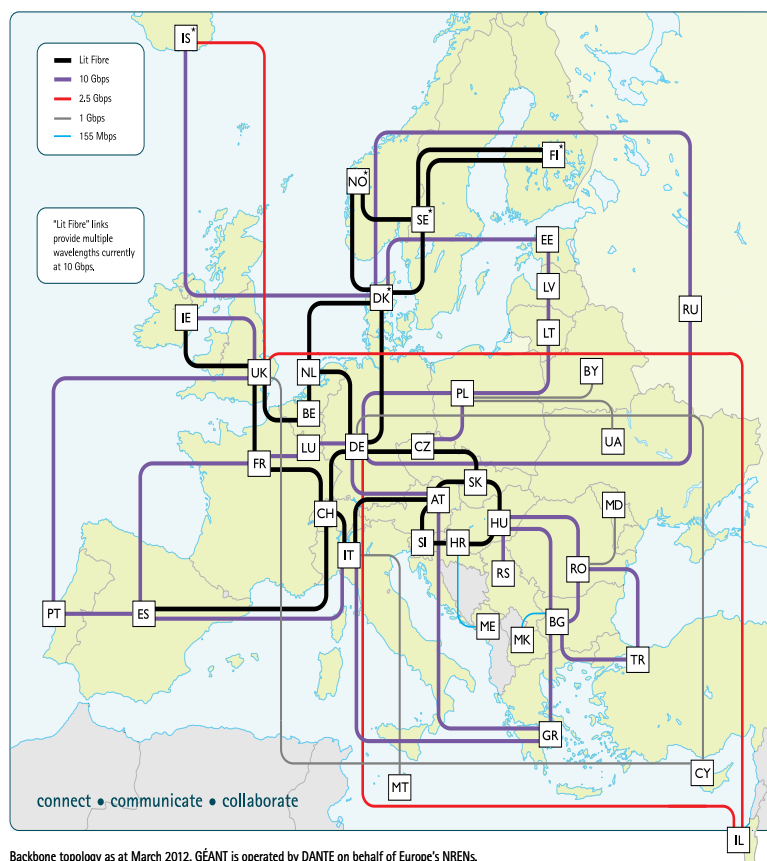 IS*
Lit Fibre
10 Gbps
2.5 Gbps
1 Gbps
155 Mbps
FI*
NO*
"Lit Fibre" links
provide multiple
wavelengths currently
at 10 Gbps.
SE*
EE
LV
DK*
RU
IE
LT
UK
NL
BY
PL
BE
UA
LU
DE
CZ
FR
SK
AT
MD
CH
HU
SI
HR
IT
RS
RO
PT
ES
ME
MK
BG
TR
GR
CY
MT
connect • communicate • collaborate
IL
Backbone topology as at March 2012. GÉANT is operated by DANTE on behalf of Europe's NRENs.